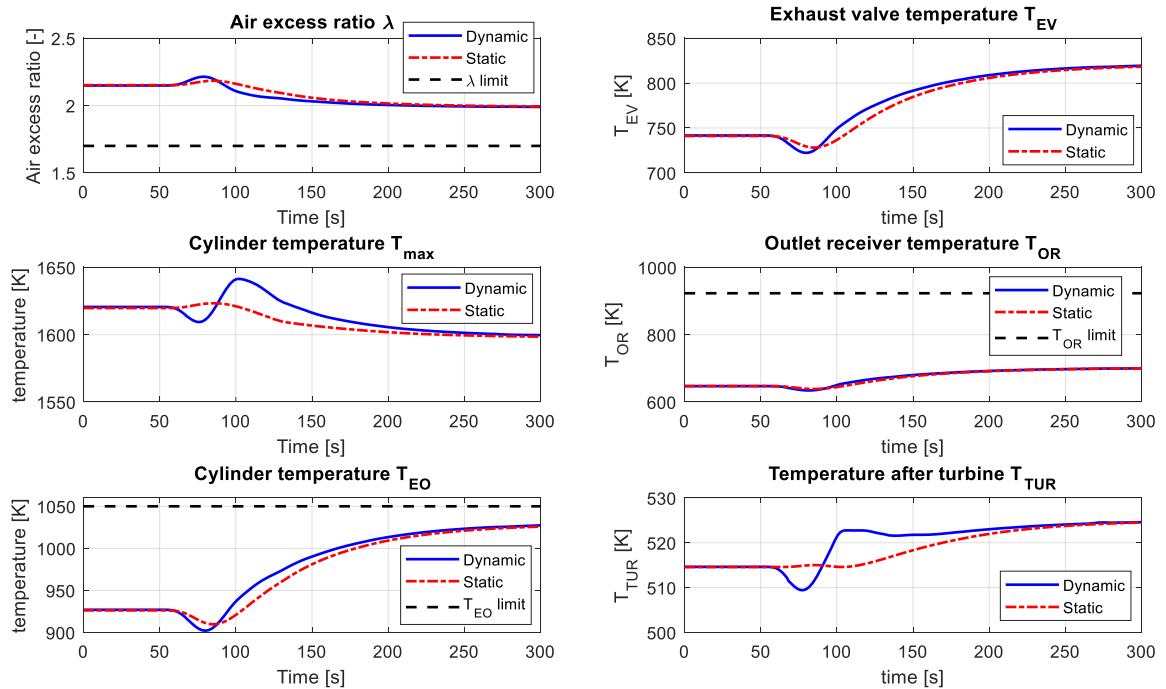 Air excess ratio λ
Air excess ratio [-]
2.5
2
1.5
Dynamic
Static
λ limit
0 50 100 150 200 250 300
Time [s]
Exhaust valve temperature T_EV
T_EV [K]
850
800
750
700
Dynamic
Static
0 50 100 150 200 250 300
time [s]
Cylinder temperature T_max
temperature [K]
1650
1600
1550
Dynamic
Static
0 50 100 150 200 250 300
Time [s]
Outlet receiver temperature T_OR
T_OR [K]
1000
800
600
Dynamic
Static
T_OR limit
0 50 100 150 200 250 300
time [s]
Cylinder temperature T_EO
temperature [K]
1050
1000
950
900
Dynamic
Static
T_EO limit
0 50 100 150 200 250 300
Time [s]
Temperature after turbine T_TUR
T_TUR [K]
530
520
510
500
Dynamic
Static
0 50 100 150 200 250 300
time [s]